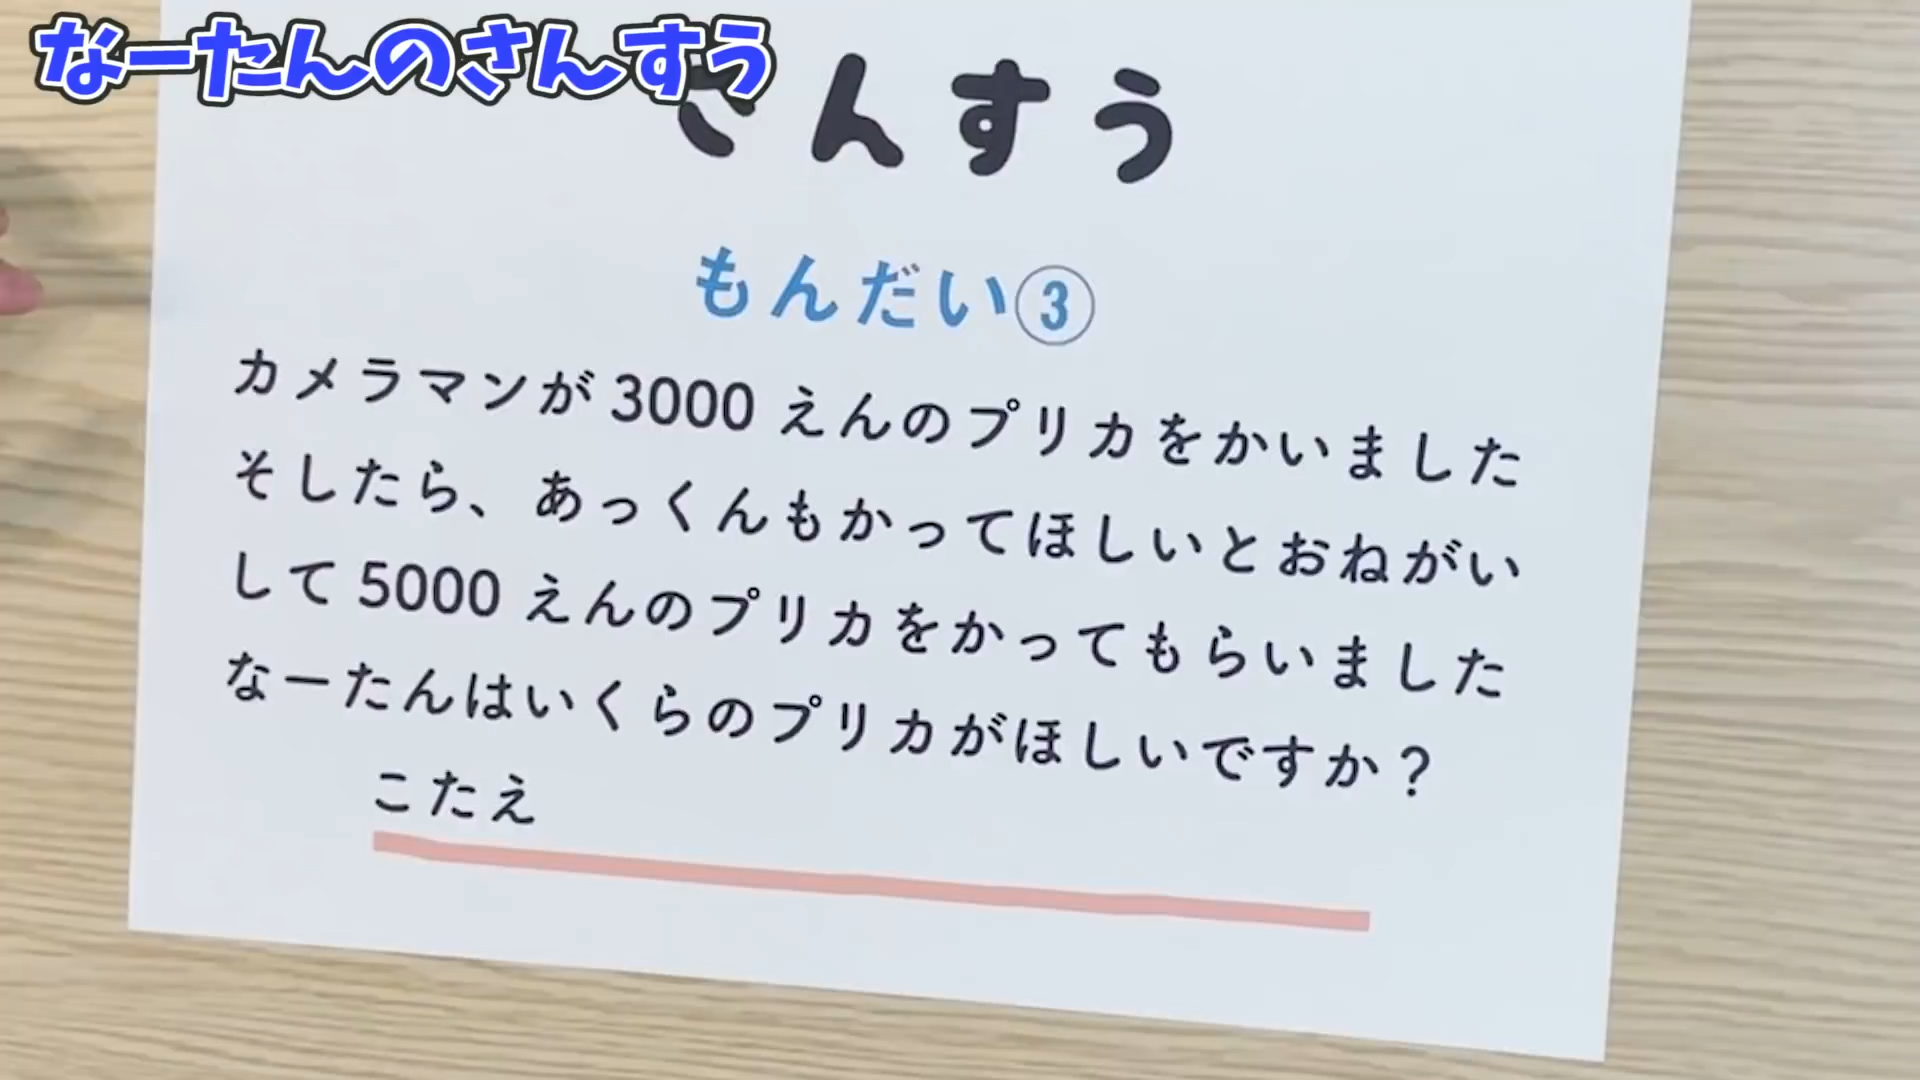 なーたんのさんすう
さんすう
もんだい③
カメラマンが3000えんのプリカをかいました
そしたら、あっくんもかってほしいとおねがい
して5000えんのプリカをかってもらいました
なーたんはいくらのプリカがほしいですか？
こたえ